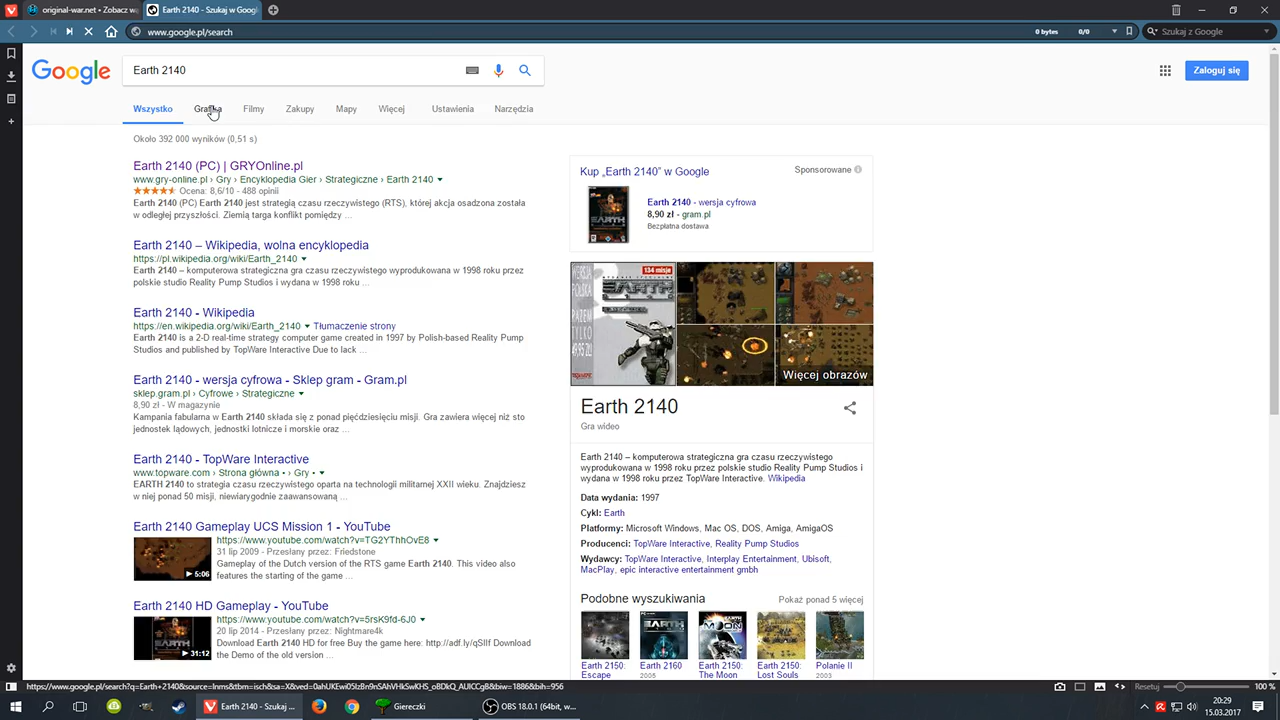 original-war.net • Zobacz w
Earth 2140 - Szukaj w Googl
www.google.pl/search
0 bytes
0/0
Szukaj z Google
Google
Earth 2140
Zaloguj się
Wszystko
Grafika
Filmy
Zakupy
Mapy
Więcej
Ustawienia
Narzędzia
Około 392 000 wyników (0,51 s)
Earth 2140 (PC) | GRYOnline.pl
www.gry-online.pl › Gry › Encyklopedia Gier › Strategiczne › Earth 2140
Ocena: 8,6/10 - 488 opinii
Earth 2140 (PC) Earth 2140 jest strategią czasu rzeczywistego (RTS), której akcja osadzona została
w odległej przyszłości. Ziemią targa konflikt pomiędzy ...
Earth 2140 – Wikipedia, wolna encyklopedia
https://pl.wikipedia.org/wiki/Earth_2140
Earth 2140 – komputerowa strategiczna gra czasu rzeczywistego wyprodukowana w 1998 roku przez
polskie studio Reality Pump Studios i wydana w 1998 roku ...
Earth 2140 - Wikipedia
https://en.wikipedia.org/wiki/Earth_2140
Tłumaczenie strony
Earth 2140 is a 2-D real-time strategy computer game created in 1997 by Polish-based Reality Pump
Studios and published by TopWare Interactive Due to lack ...
Earth 2140 - wersja cyfrowa - Sklep gram - Gram.pl
sklep.gram.pl › Cyfrowe › Strategiczne
8,90 zł - W magazynie
Kampania fabularna w Earth 2140 składa się z ponad pięćdziesięciu misji. Gra zawiera więcej niż sto
jednostek lądowych, jednostki lotnicze i morskie oraz ...
Earth 2140 - TopWare Interactive
www.topware.com › Strona główna • › Gry •
EARTH 2140 to strategia czasu rzeczywistego oparta na technologii militarnej XXII wieku. Znajdziesz
w niej ponad 50 misji, niewiarygodnie zaawansowaną ...
Earth 2140 Gameplay UCS Mission 1 - YouTube
https://www.youtube.com/watch?v=TG2YThhOvE8
31 lip 2009 - Przesłany przez: Friedstone
Gameplay of the Dutch version of the RTS game Earth 2140. This video also
features the starting of the game ...
5:06
Earth 2140 HD Gameplay - YouTube
https://www.youtube.com/watch?v=5rsK9fd-6J0
20 lip 2014 - Przesłany przez: Nightmare4k
Download Earth 2140 HD for free Buy the game here: http://adf.ly/qSIIf Download
the Demo of the old version ...
31:12
Kup „Earth 2140” w Google
Sponsorowane
Earth 2140 - wersja cyfrowa
8,90 zł - gram.pl
Bezpłatna dostawa
134 misje
Więcej obrazów
Earth 2140
Gra wideo
Earth 2140 – komputerowa strategiczna gra czasu rzeczywistego
wyprodukowana w 1998 roku przez polskie studio Reality Pump Studios i
wydana w 1998 roku przez TopWare Interactive. Wikipedia
Data wydania: 1997
Cykl: Earth
Platformy: Microsoft Windows, Mac OS, DOS, Amiga, AmigaOS
Producenci: TopWare Interactive, Reality Pump Studios
Wydawcy: TopWare Interactive, Interplay Entertainment, Ubisoft,
MacPlay, epic interactive entertainment gmbh
Podobne wyszukiwania
Pokaż ponad 5 więcej
Earth 2150:
Escape
Earth 2160
2005
Earth 2150:
The Moon
Earth 2150:
Lost Souls
Polanie II
2003
Resetuj
100 %
Earth 2140 - Szukaj ...
Giereczki
OBS 18.0.1 (64bit, w...
20:29
15.03.2017